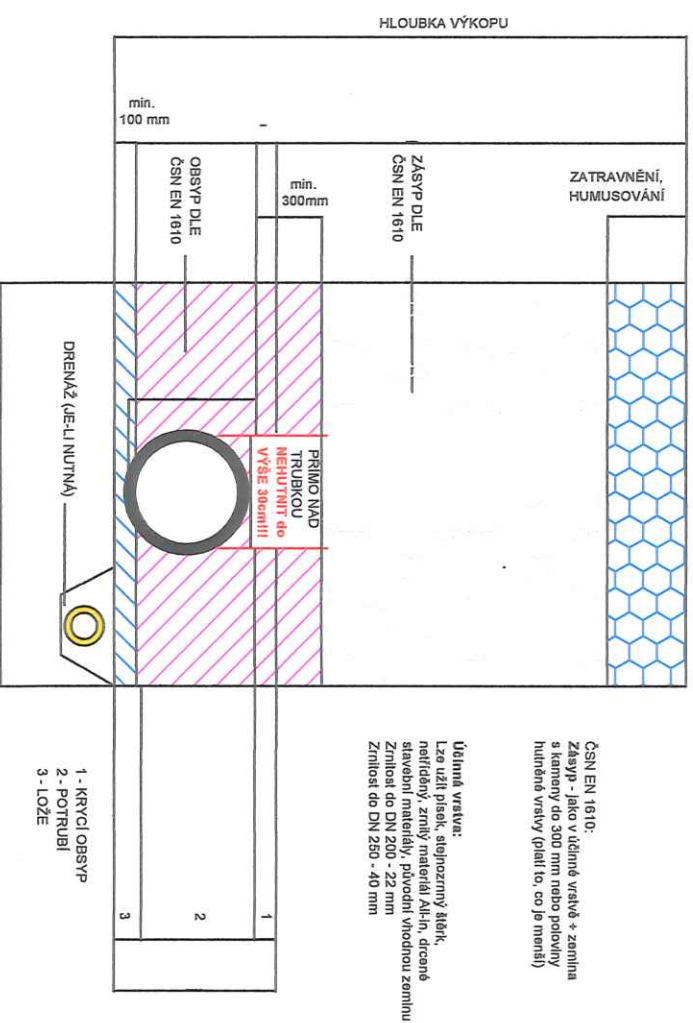 HLOUBKA VÝKOPU
min.
100 mm
OBSYP DLE
ČSN EN 1610
min.
300mm
ZÁSYP DLE
ČSN EN 1610
ZATRAVNĚNÍ,
HUMUSOVÁNÍ
DRENÁŽ (JE-LI NUTNÁ)
PŘÍMO NAD
TRUBKOU
NEHUTNIT do
VÝŠE 30cm!!!
ČSN EN 1610:
Zásyp - jako v účinné vrstvě + zemina
s kameny do 300 mm nebo poloviny
hutněné vrstvy (platí to, co je menší)
Účinná vrstva:
Lze užít písek, stejnozrnný štěrk,
netříděný, zrnitý materiál All-in, drcené
stavební materiály, původní vhodnou zeminu
Zrnitost do DN 200 - 22 mm
Zrnitost do DN 250 - 40 mm
1
2
3
1 - KRYCÍ OBSYP
2 - POTRUBÍ
3 - LOŽE